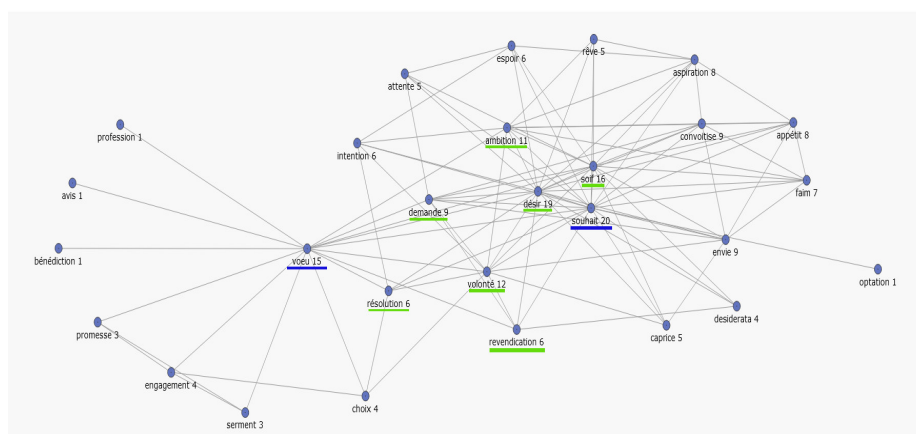 rêve 5
espoir 6
aspiration 8
attente 5
profession 1
ambition 11
convoitise 9
appétit 8
intention 6
soif 16
faim 7
avis 1
désir 19
demande 9
souhait 20
bénédiction 1
voeu 15
envie 9
volonté 12
optation 1
résolution 6
desiderata 4
promesse 3
revendication 6
caprice 5
engagement 4
choix 4
serment 3